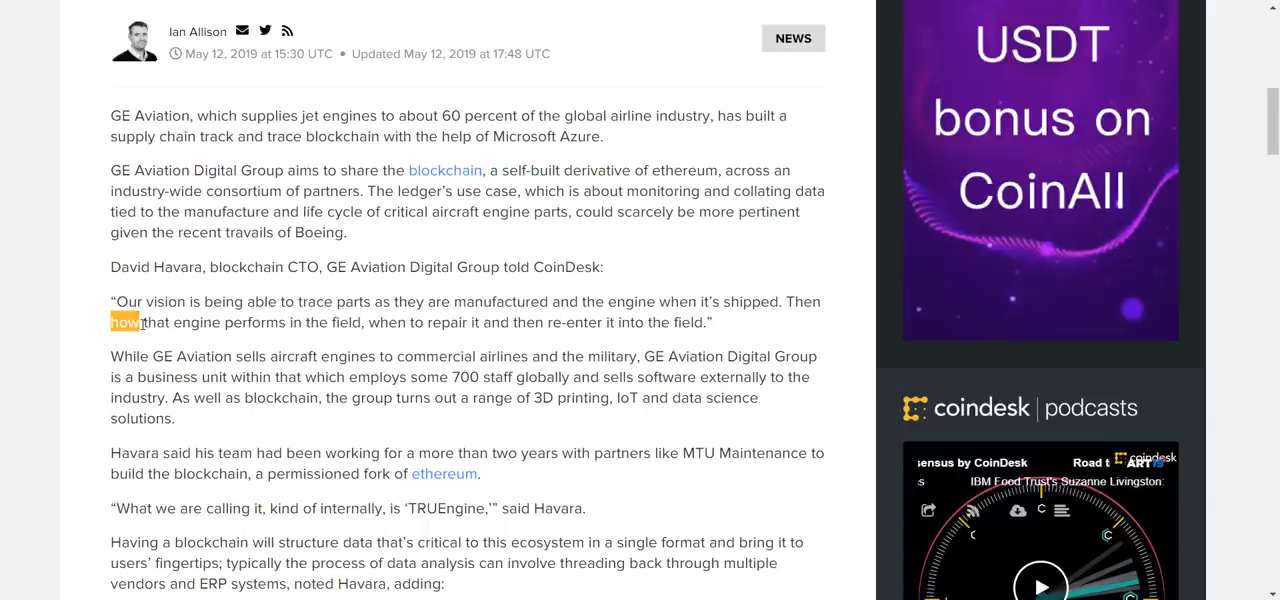 Ian Allison
May 12, 2019 at 15:30 UTC • Updated May 12, 2019 at 17:48 UTC
NEWS
GE Aviation, which supplies jet engines to about 60 percent of the global airline industry, has built a
supply chain track and trace blockchain with the help of Microsoft Azure.
GE Aviation Digital Group aims to share the blockchain, a self-built derivative of ethereum, across an
industry-wide consortium of partners. The ledger’s use case, which is about monitoring and collating data
tied to the manufacture and life cycle of critical aircraft engine parts, could scarcely be more pertinent
given the recent travails of Boeing.
David Havara, blockchain CTO, GE Aviation Digital Group told CoinDesk:
“Our vision is being able to trace parts as they are manufactured and the engine when it’s shipped. Then
how that engine performs in the field, when to repair it and then re-enter it into the field.”
While GE Aviation sells aircraft engines to commercial airlines and the military, GE Aviation Digital Group
is a business unit within that which employs some 700 staff globally and sells software externally to the
industry. As well as blockchain, the group turns out a range of 3D printing, IoT and data science
solutions.
Havara said his team had been working for a more than two years with partners like MTU Maintenance to
build the blockchain, a permissioned fork of ethereum.
“What we are calling it, kind of internally, is ‘TRUEngine,’” said Havara.
Having a blockchain will structure data that’s critical to this ecosystem in a single format and bring it to
users’ fingertips; typically the process of data analysis can involve threading back through multiple
vendors and ERP systems, noted Havara, adding:
USDT
bonus on
CoinAll
coindesk | podcasts
sensus by CoinDesk
Road t
coindesk
ART19
IBM Food Trust's Suzanne Livingston: